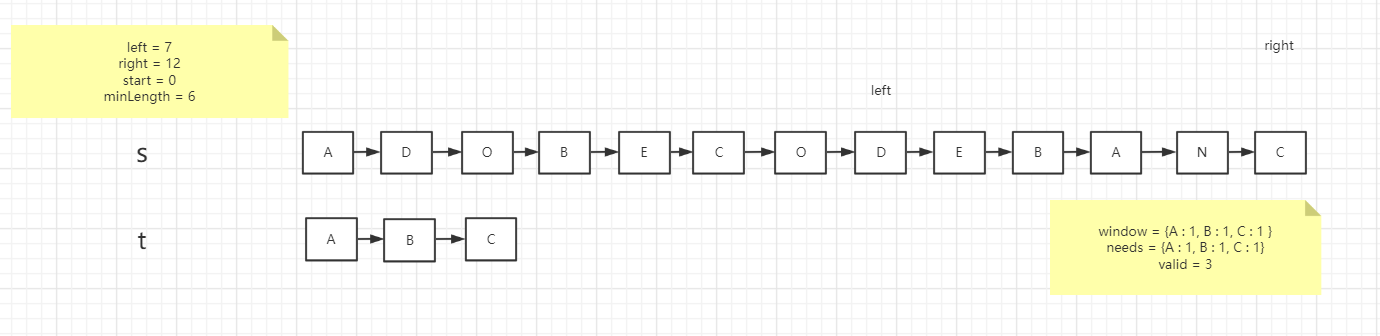 left = 7
right = 12
start = 0
minLength = 6
right
left
s
A D O B E C O D E B A N C
t
A B C
window = {A : 1, B : 1, C : 1 }
needs = {A : 1, B : 1, C : 1}
valid = 3